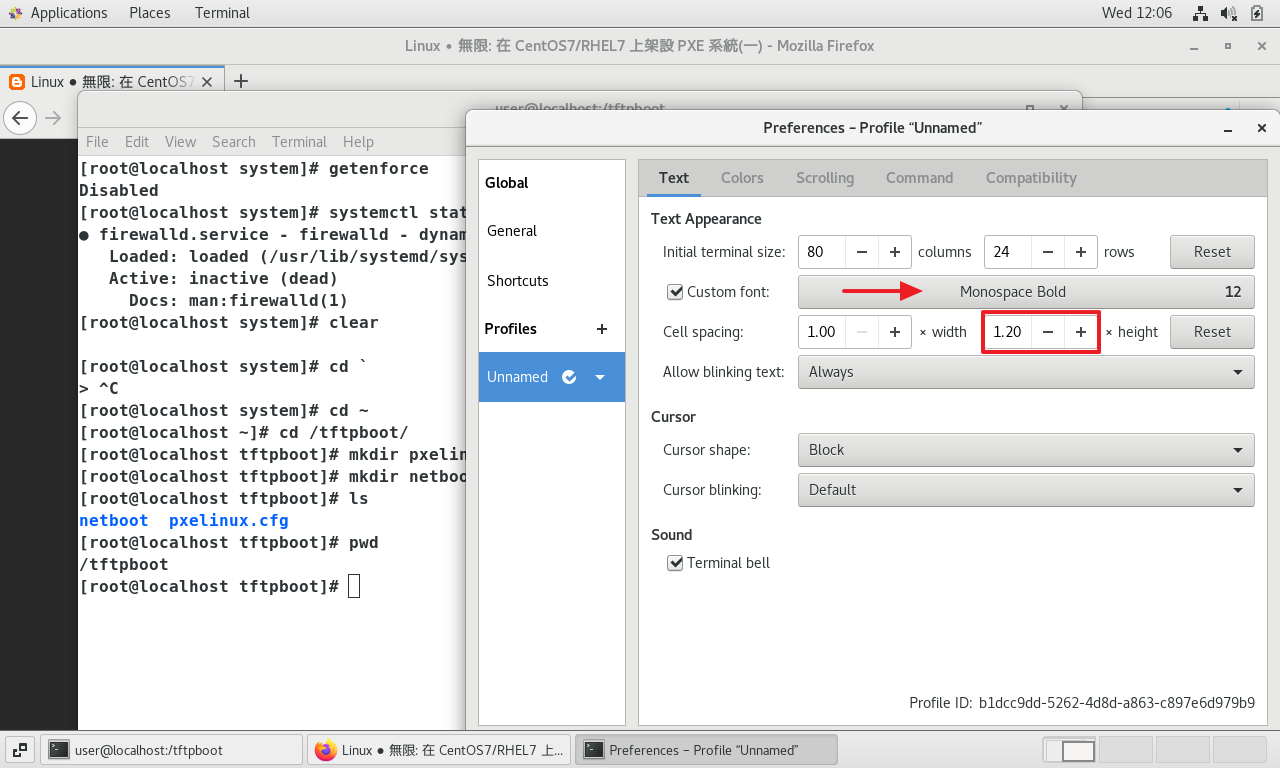 Applications Places Terminal Wed 12:06
Linux • 無限: 在 CentOS7/RHEL7 上架設 PXE 系統(一) - Mozilla Firefox
Linux ● 無限: 在 CentOS7
user@localhost:/tftpboot
File Edit View Search Terminal Help
[root@localhost system]# getenforce
Disabled
[root@localhost system]# systemctl stat
● firewalld.service - firewalld - dynam
Loaded: loaded (/usr/lib/systemd/sys
Active: inactive (dead)
Docs: man:firewalld(1)
[root@localhost system]# clear
[root@localhost system]# cd `
> ^C
[root@localhost system]# cd ~
[root@localhost ~]# cd /tftpboot/
[root@localhost tftpboot]# mkdir pxelin
[root@localhost tftpboot]# mkdir netboo
[root@localhost tftpboot]# ls
netboot pxelinux.cfg
[root@localhost tftpboot]# pwd
/tftpboot
[root@localhost tftpboot]#
Preferences – Profile “Unnamed”
Global
General
Shortcuts
Profiles +
Unnamed
Text Colors Scrolling Command Compatibility
Text Appearance
Initial terminal size: 80 − + columns 24 − + rows Reset
Custom font: Monospace Bold 12
Cell spacing: 1.00 − + × width 1.20 − + × height Reset
Allow blinking text: Always
Cursor
Cursor shape: Block
Cursor blinking: Default
Sound
Terminal bell
Profile ID: b1dcc9dd-5262-4d8d-a863-c897e6d979b9
user@localhost:/tftpboot Linux ● 無限: 在 CentOS7/RHEL7 上... Preferences – Profile “Unnamed”